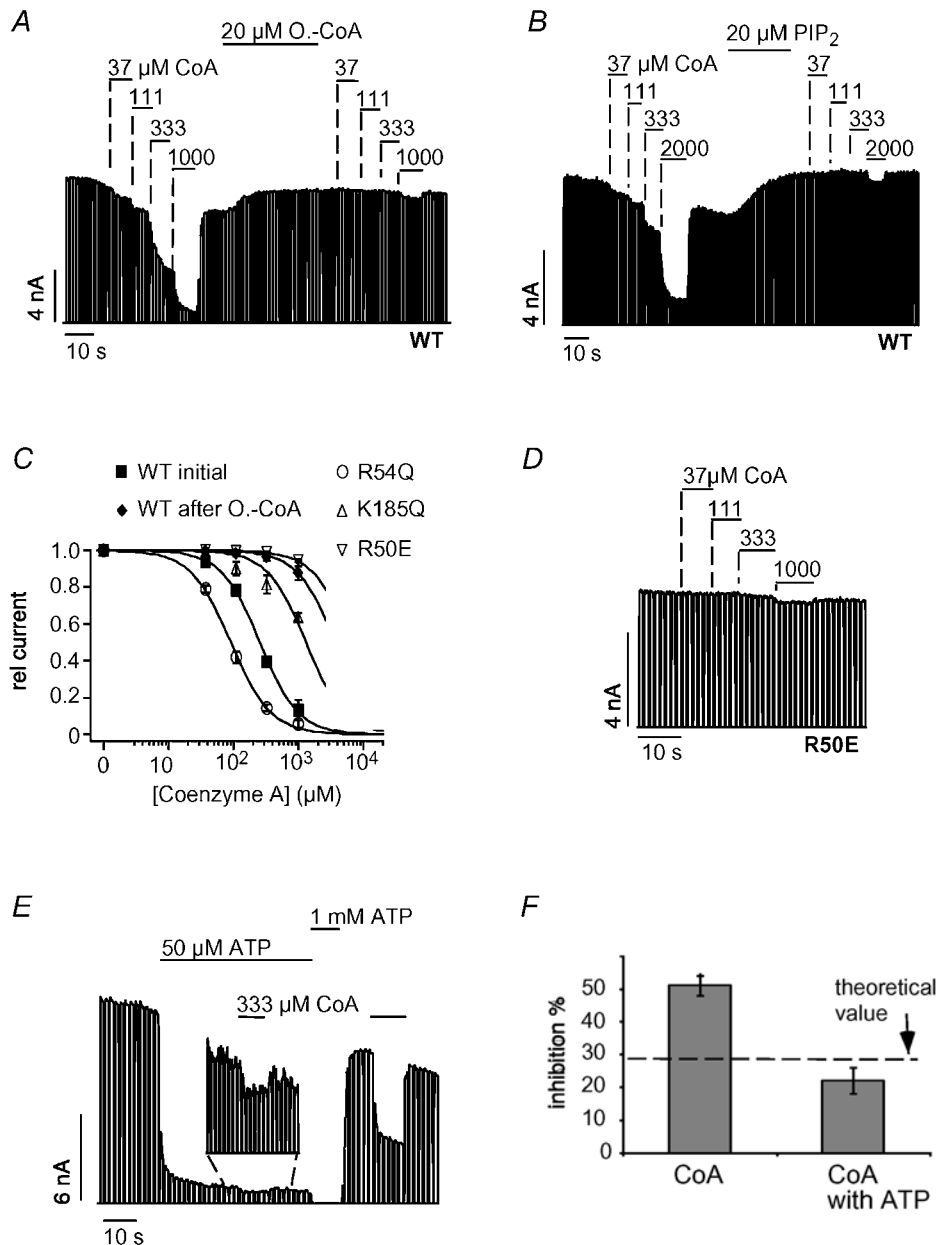 A
20 µM O.-CoA
37 µM CoA
111
333
1000
37
111
333
1000
4 nA
10 s
WT
B
20 µM PIP2
37 µM CoA
111
333
2000
37
111
333
2000
4 nA
10 s
WT
C
WT initial
WT after O.-CoA
R54Q
K185Q
R50E
rel current
1.0
0.8
0.6
0.4
0.2
0
0 10 10² 10³ 10⁴
[Coenzyme A] (µM)
D
37µM CoA
111
333
1000
4 nA
10 s
R50E
E
1 mM ATP
50 µM ATP
333 µM CoA
6 nA
10 s
F
inhibition %
50
40
30
20
10
0
theoretical
value
CoA
CoA
with ATP